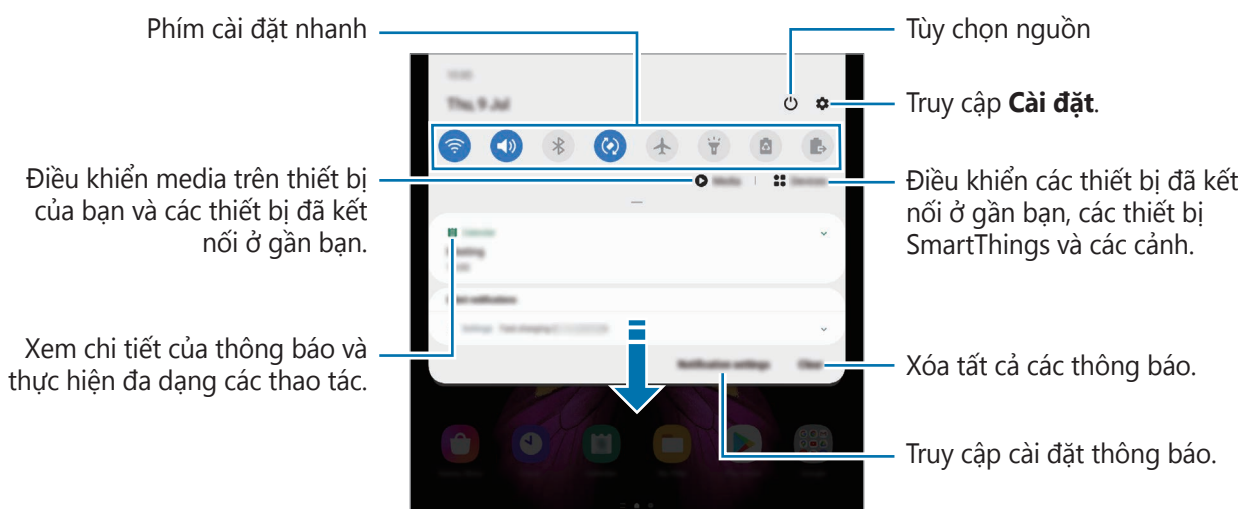 Phím cài đặt nhanh
Tùy chọn nguồn
Thu, 9 Jul
Truy cập Cài đặt.
Điều khiển media trên thiết bị
của bạn và các thiết bị đã kết
nối ở gần bạn.
Media
Devices
Điều khiển các thiết bị đã kết
nối ở gần bạn, các thiết bị
SmartThings và các cảnh.
Calendar
Xem chi tiết của thông báo và
thực hiện đa dạng các thao tác.
Notification settings
Clear
Xóa tất cả các thông báo.
Truy cập cài đặt thông báo.